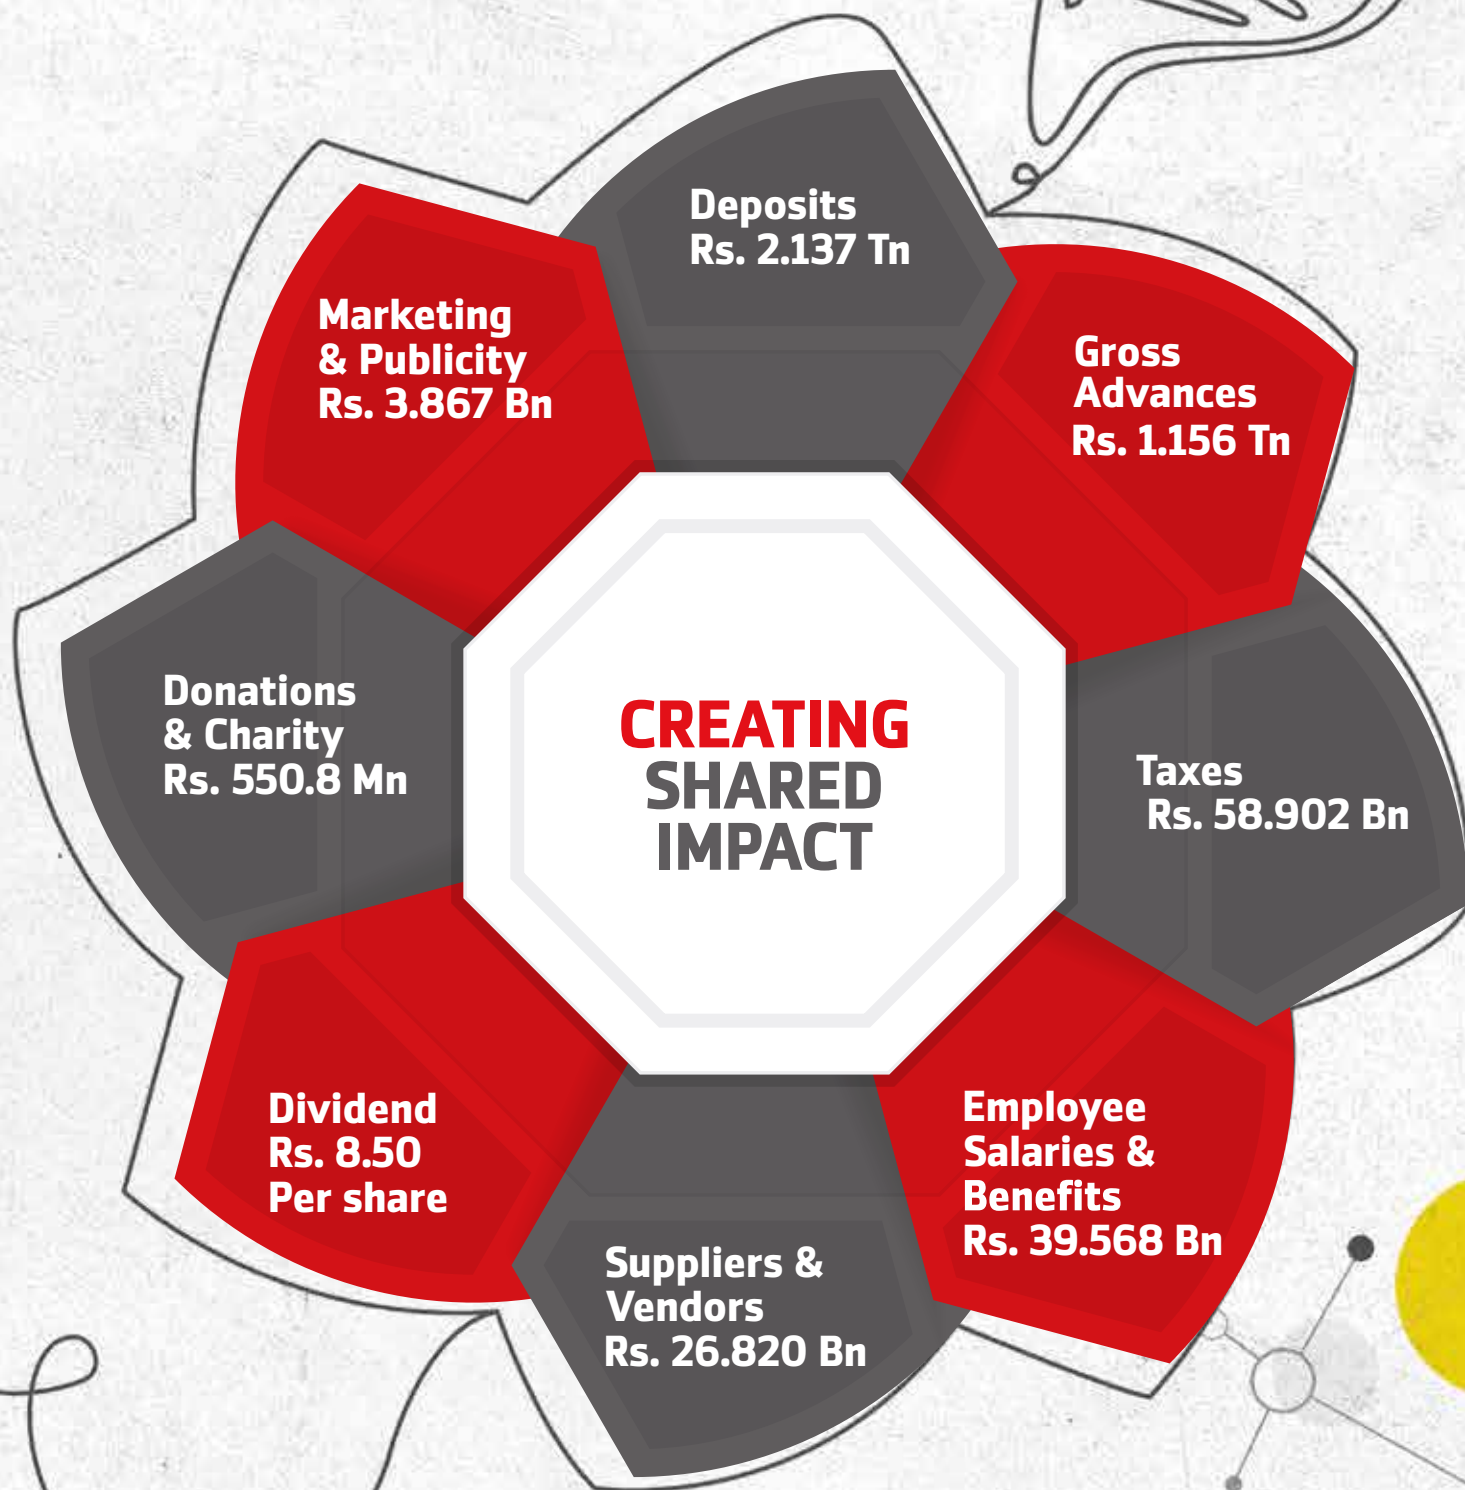 Deposits
Rs. 2.137 Tn
Gross
Advances
Rs. 1.156 Tn
Taxes
Rs. 58.902 Bn
Employee
Salaries &
Benefits
Rs. 39.568 Bn
Suppliers &
Vendors
Rs. 26.820 Bn
Dividend
Rs. 8.50
Per share
Donations
& Charity
Rs. 550.8 Mn
Marketing
& Publicity
Rs. 3.867 Bn
CREATING
SHARED
IMPACT